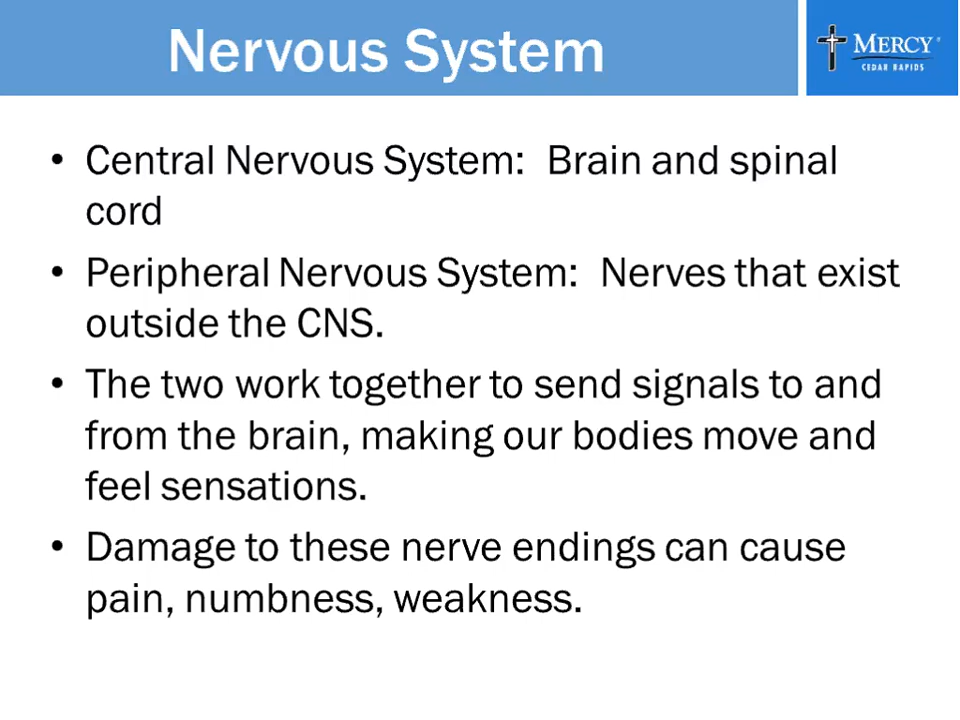 Nervous System
MERCY®
CEDAR RAPIDS
• Central Nervous System: Brain and spinal
cord
• Peripheral Nervous System: Nerves that exist
outside the CNS.
• The two work together to send signals to and
from the brain, making our bodies move and
feel sensations.
• Damage to these nerve endings can cause
pain, numbness, weakness.